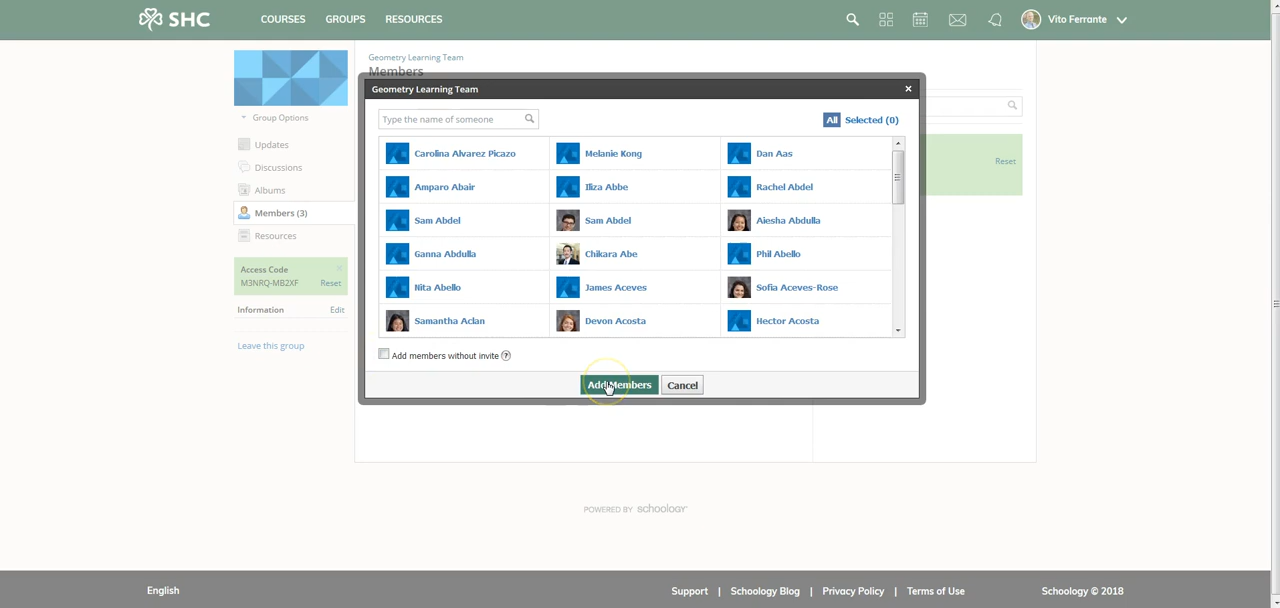 SHC
COURSES GROUPS RESOURCES
Vito Ferrante
Geometry Learning Team
Members
Group Options
Updates
Discussions
Albums
Members (3)
Resources
Access Code
M3NRQ-MB2XF Reset
Information Edit
Leave this group
Geometry Learning Team
Type the name of someone
All Selected (0)
Carolina Alvarez Picazo Melanie Kong Dan Aas
Amparo Abair Iliza Abbe Rachel Abdel
Sam Abdel Sam Abdel Aiesha Abdulla
Ganna Abdulla Chikara Abe Phil Abello
Nita Abello James Aceves Sofia Aceves-Rose
Samantha Aclan Devon Acosta Hector Acosta
Add members without invite ?
Add Members Cancel
Reset
POWERED BY schoology
English
Support | Schoology Blog | Privacy Policy | Terms of Use
Schoology © 2018